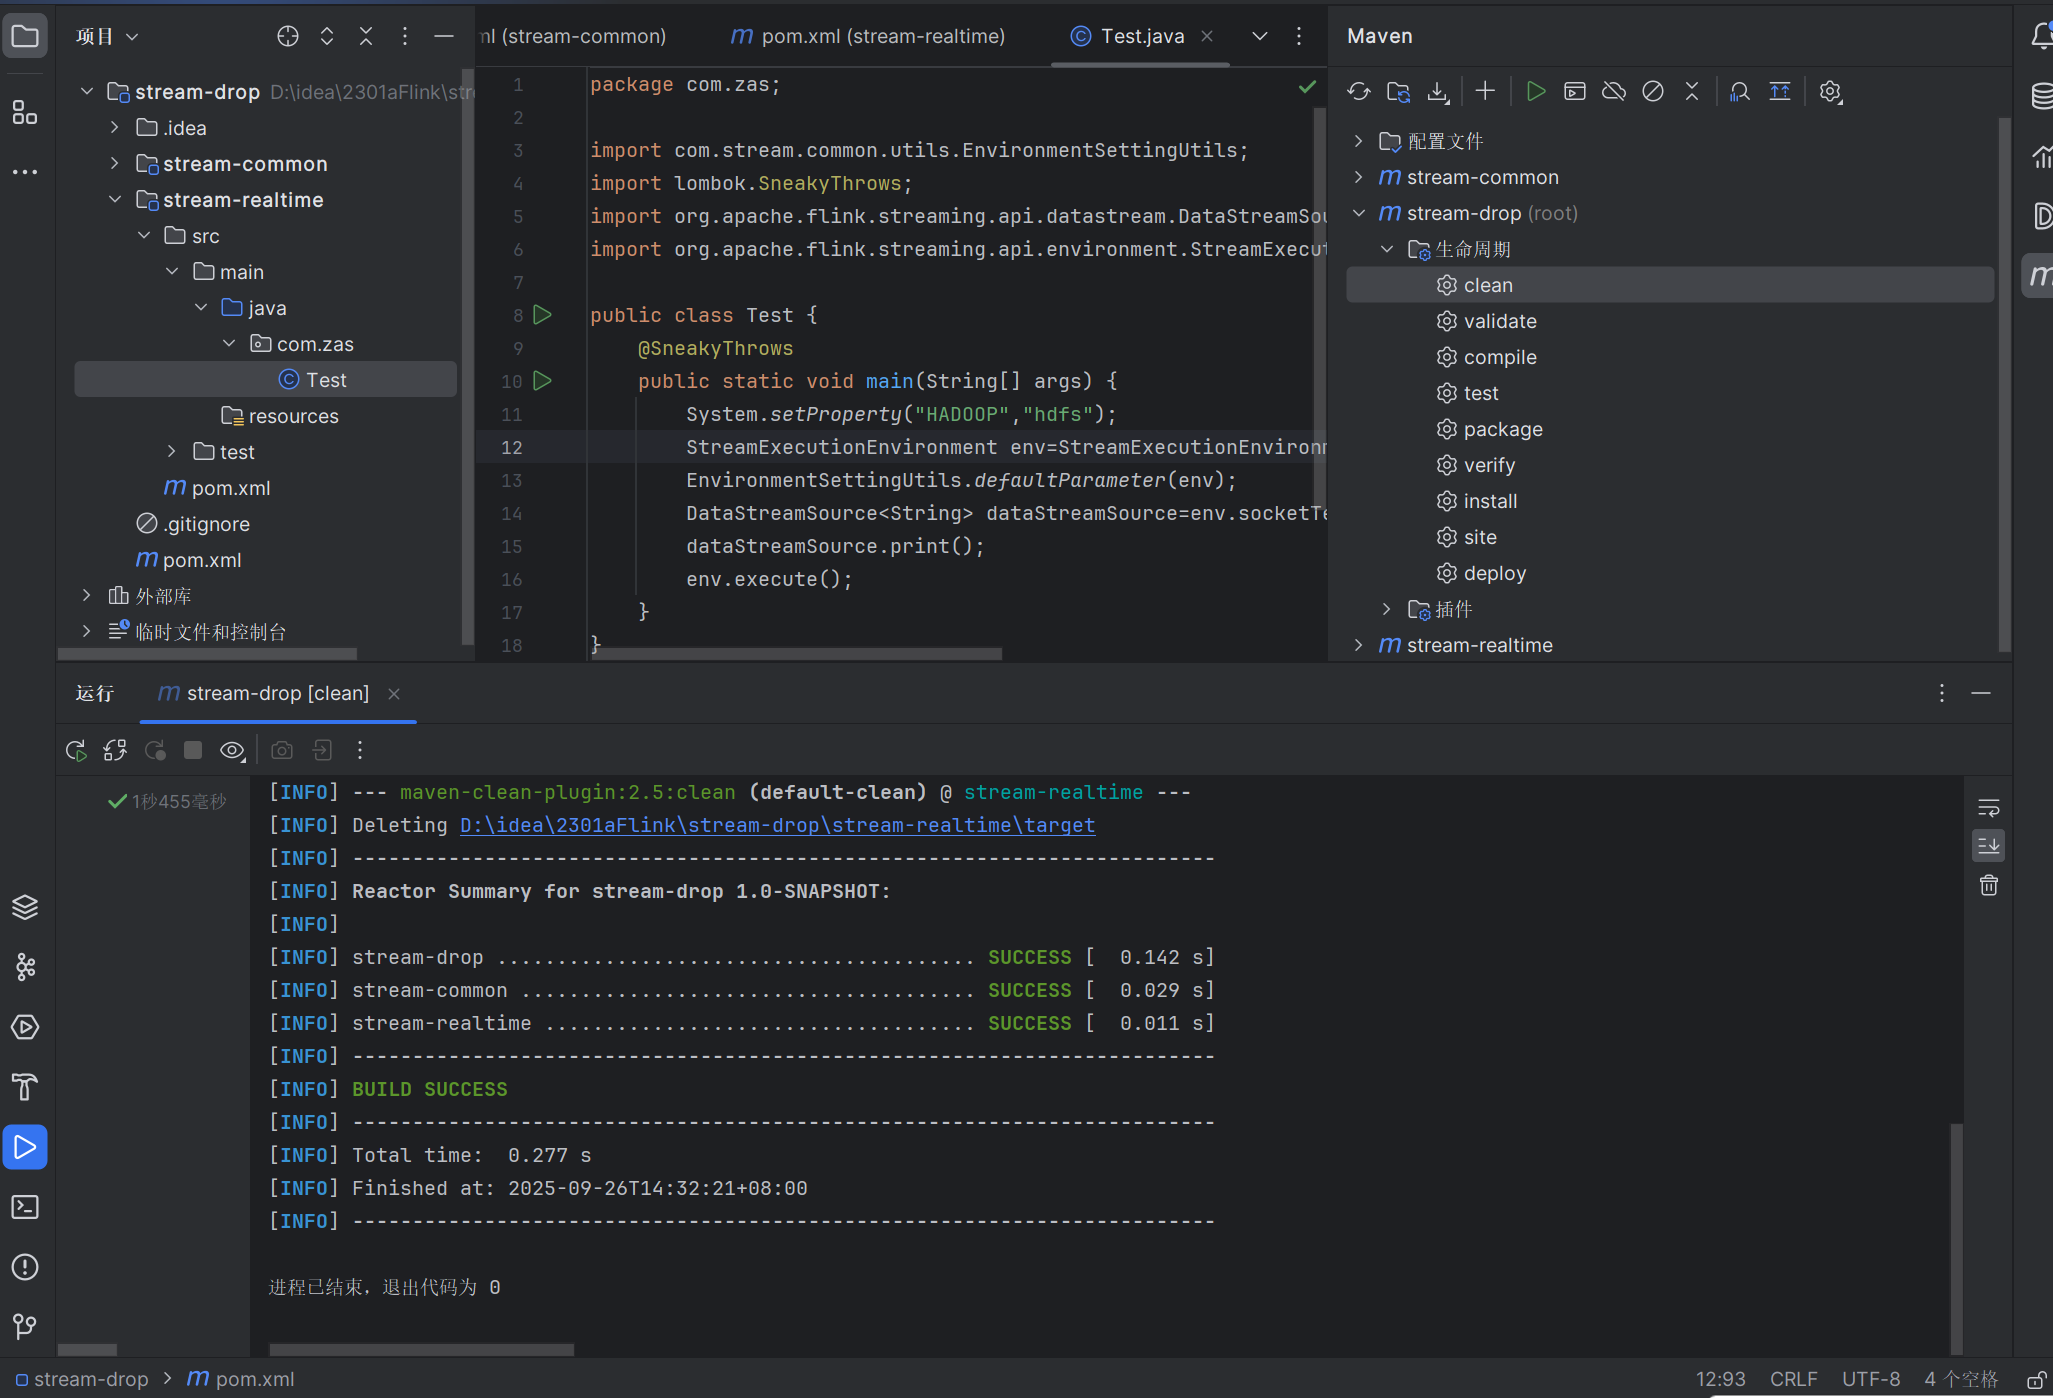 项目
stream-drop D:\idea\2301aFlink\str
.idea
stream-common
stream-realtime
src
main
java
com.zas
Test
resources
test
pom.xml
.gitignore
pom.xml
外部库
临时文件和控制台
ml (stream-common)
pom.xml (stream-realtime)
Test.java
1 package com.zas;
2
3 import com.stream.common.utils.EnvironmentSettingUtils;
4 import lombok.SneakyThrows;
5 import org.apache.flink.streaming.api.datastream.DataStreamSou
6 import org.apache.flink.streaming.api.environment.StreamExecut
7
8 public class Test {
9 @SneakyThrows
10 public static void main(String[] args) {
11 System.setProperty("HADOOP","hdfs");
12 StreamExecutionEnvironment env=StreamExecutionEnvironm
13 EnvironmentSettingUtils.defaultParameter(env);
14 DataStreamSource<String> dataStreamSource=env.socketTe
15 dataStreamSource.print();
16 env.execute();
17 }
18 }
Maven
配置文件
stream-common
stream-drop (root)
生命周期
clean
validate
compile
test
package
verify
install
site
deploy
插件
stream-realtime
运行
stream-drop [clean]
1秒455毫秒
[INFO] --- maven-clean-plugin:2.5:clean (default-clean) @ stream-realtime ---
[INFO] Deleting D:\idea\2301aFlink\stream-drop\stream-realtime\target
[INFO] ------------------------------------------------------------------------
[INFO] Reactor Summary for stream-drop 1.0-SNAPSHOT:
[INFO]
[INFO] stream-drop ........................................ SUCCESS [  0.142 s]
[INFO] stream-common ...................................... SUCCESS [  0.029 s]
[INFO] stream-realtime .................................... SUCCESS [  0.011 s]
[INFO] ------------------------------------------------------------------------
[INFO] BUILD SUCCESS
[INFO] ------------------------------------------------------------------------
[INFO] Total time:  0.277 s
[INFO] Finished at: 2025-09-26T14:32:21+08:00
[INFO] ------------------------------------------------------------------------
进程已结束，退出代码为 0
stream-drop > pom.xml
12:93 CRLF UTF-8 4 个空格